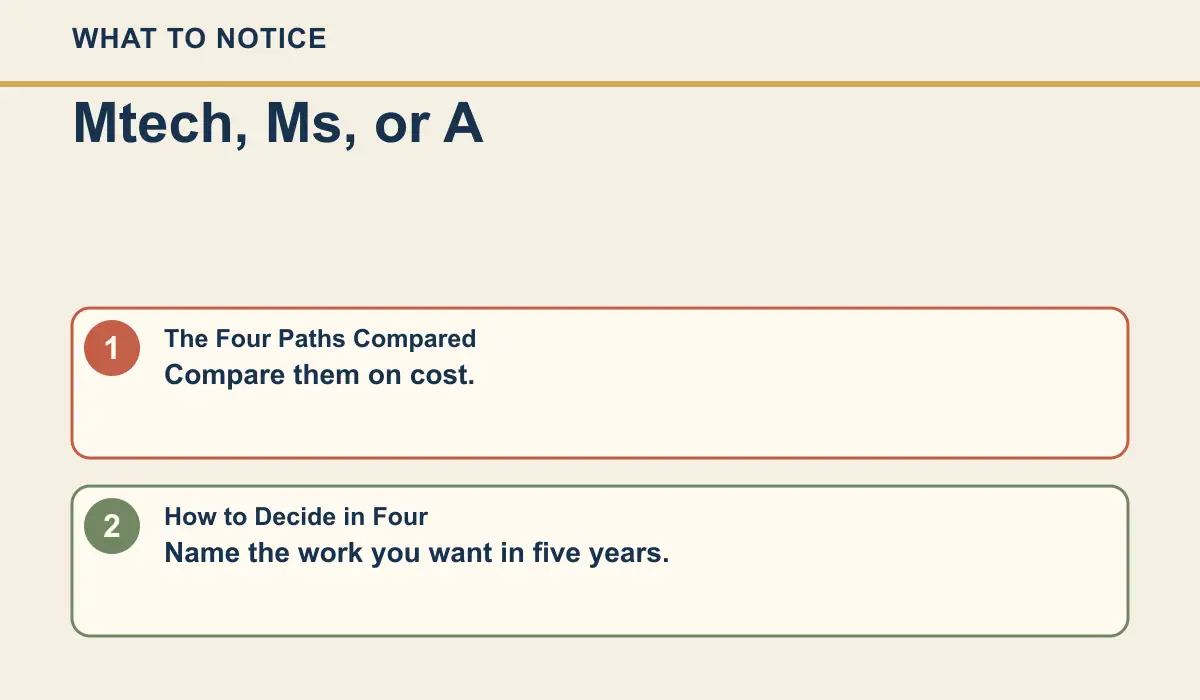 WHAT TO NOTICE
Mtech, Ms, or A
1
The Four Paths Compared
Compare them on cost.
2
How to Decide in Four
Name the work you want in five years.